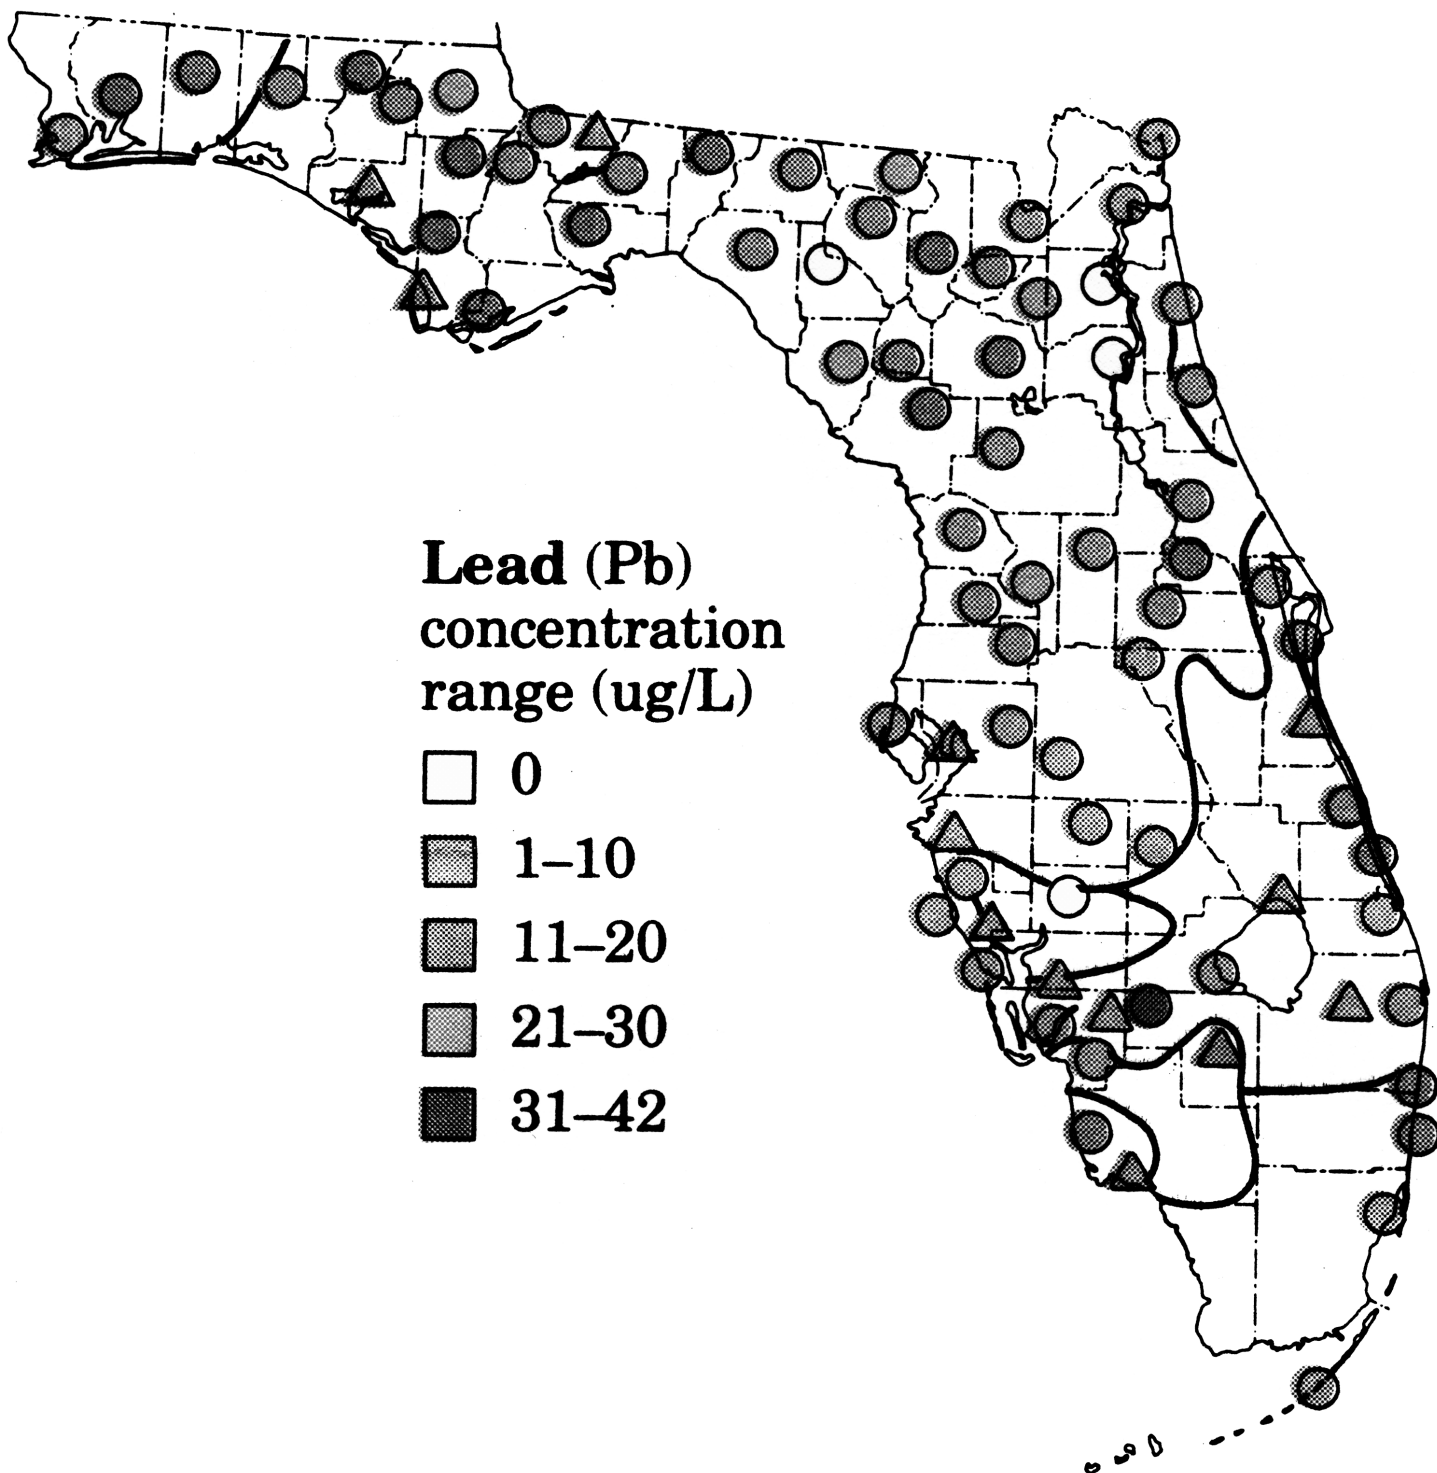 Lead (Pb)
concentration
range (ug/L)
0
1–10
11–20
21–30
31–42